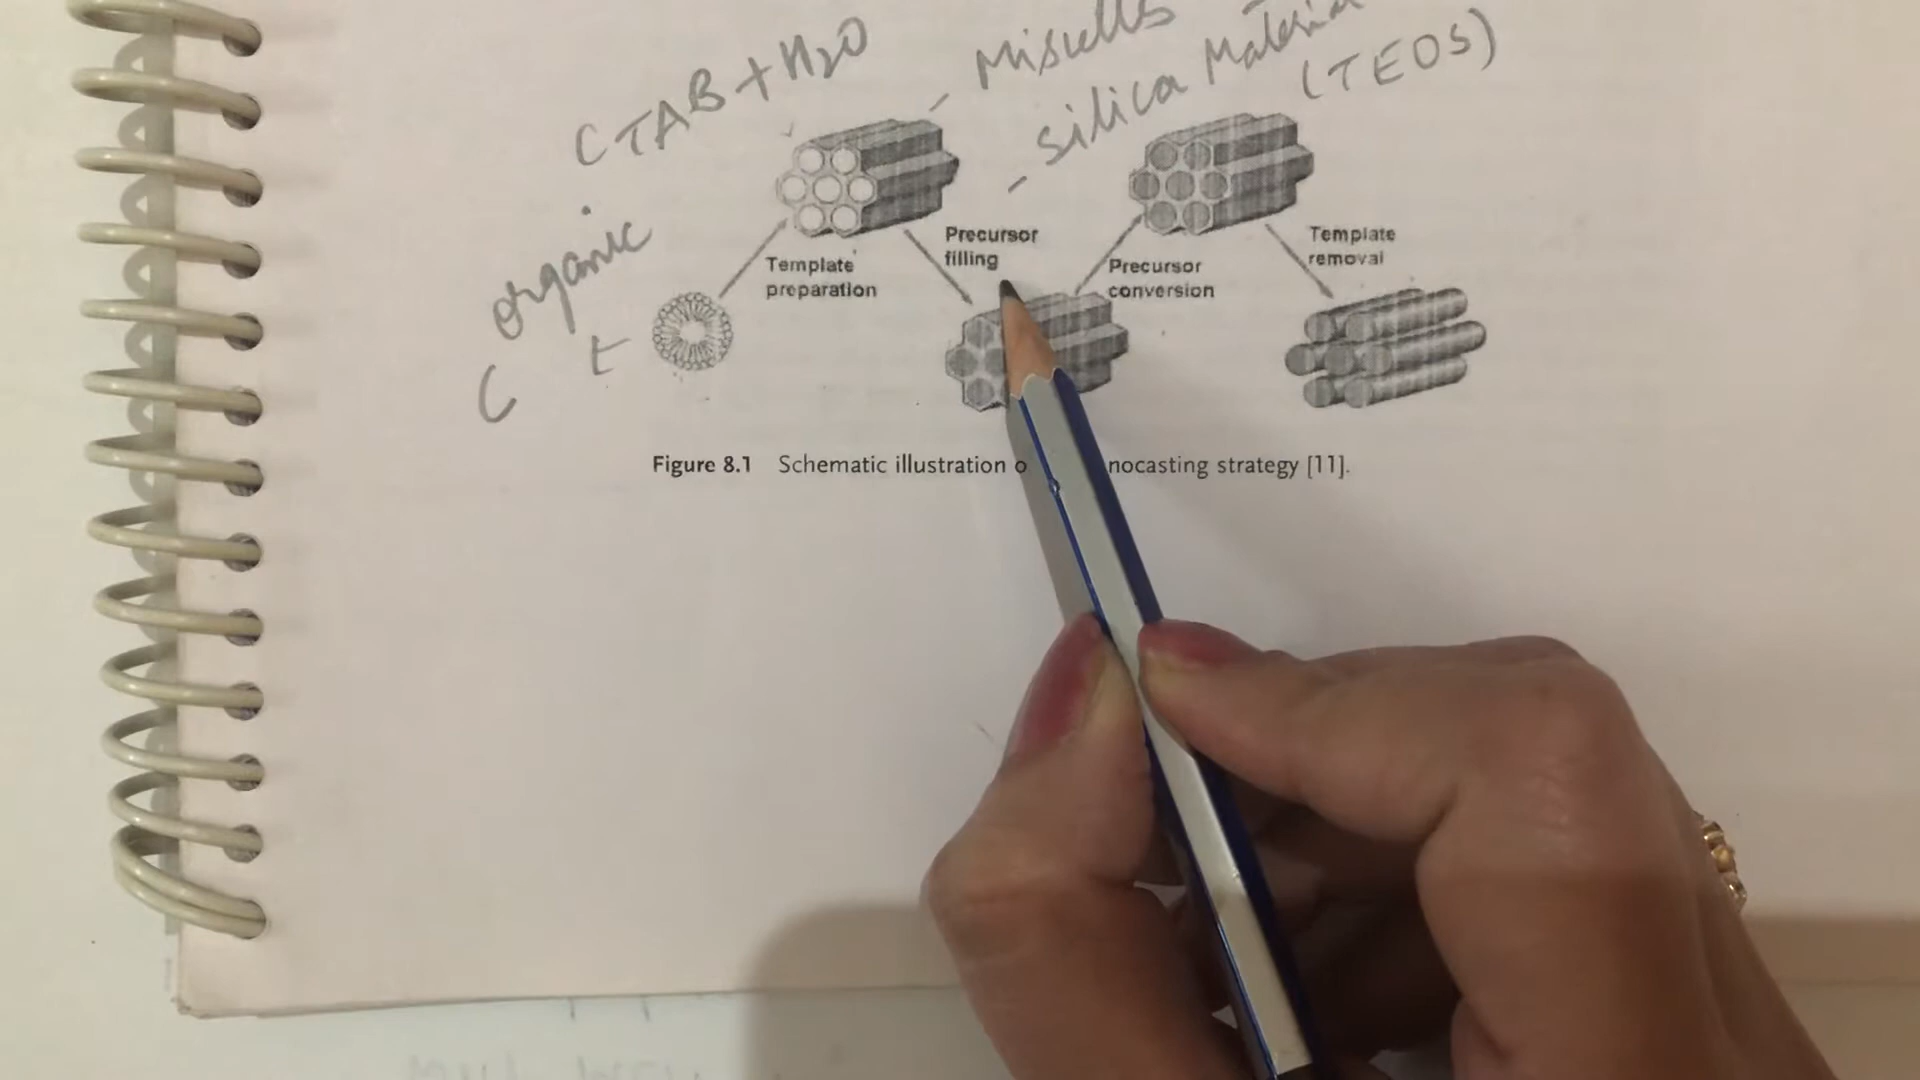 CTAB + H2O
- Misells
- Silica Material
(TEOS)
organic
C t
Template
preparation
Precursor
filling
Precursor
conversion
Template
removal
Figure 8.1 Schematic illustration o nocasting strategy [11].